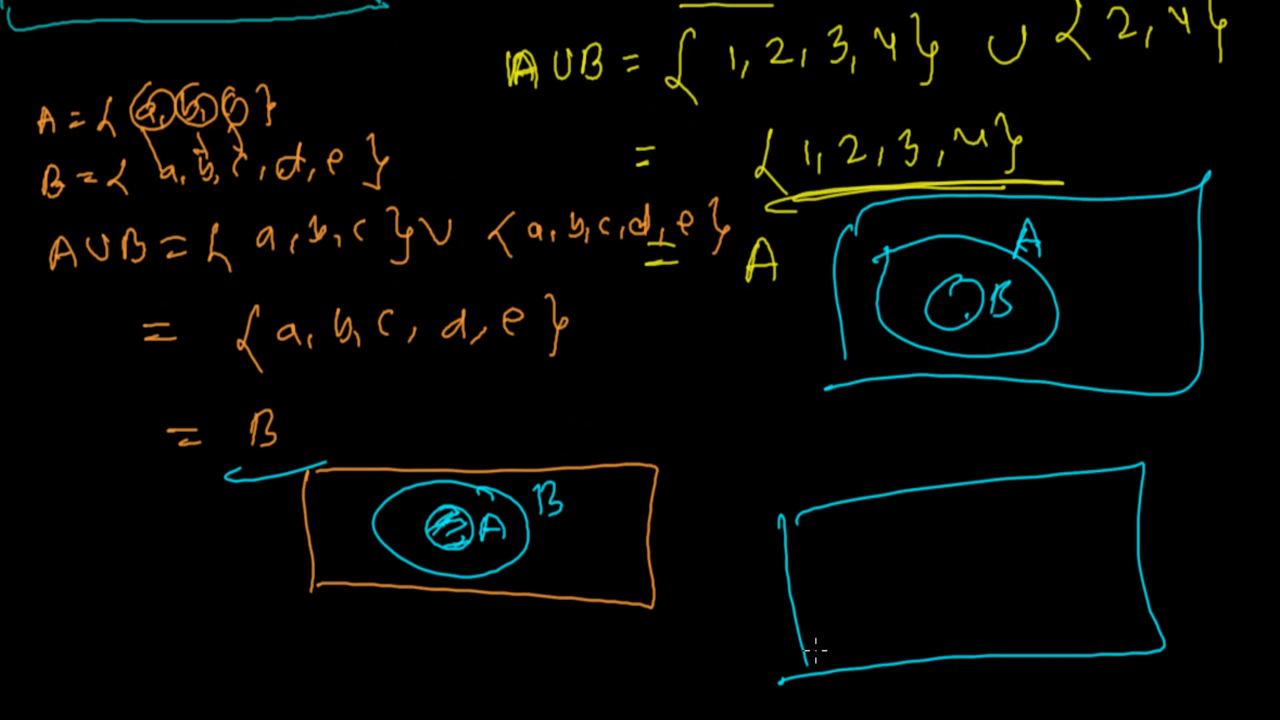 A ∪ B = { 1, 2, 3, 4 } ∪ { 2, 4 }
= { 1, 2, 3, 4 }
= A
A = { a, b, c }
B = { a, b, c, d, e }
A ∪ B = { a, b, c } ∪ { a, b, c, d, e }
= { a, b, c, d, e }
= B
A
B
A
B